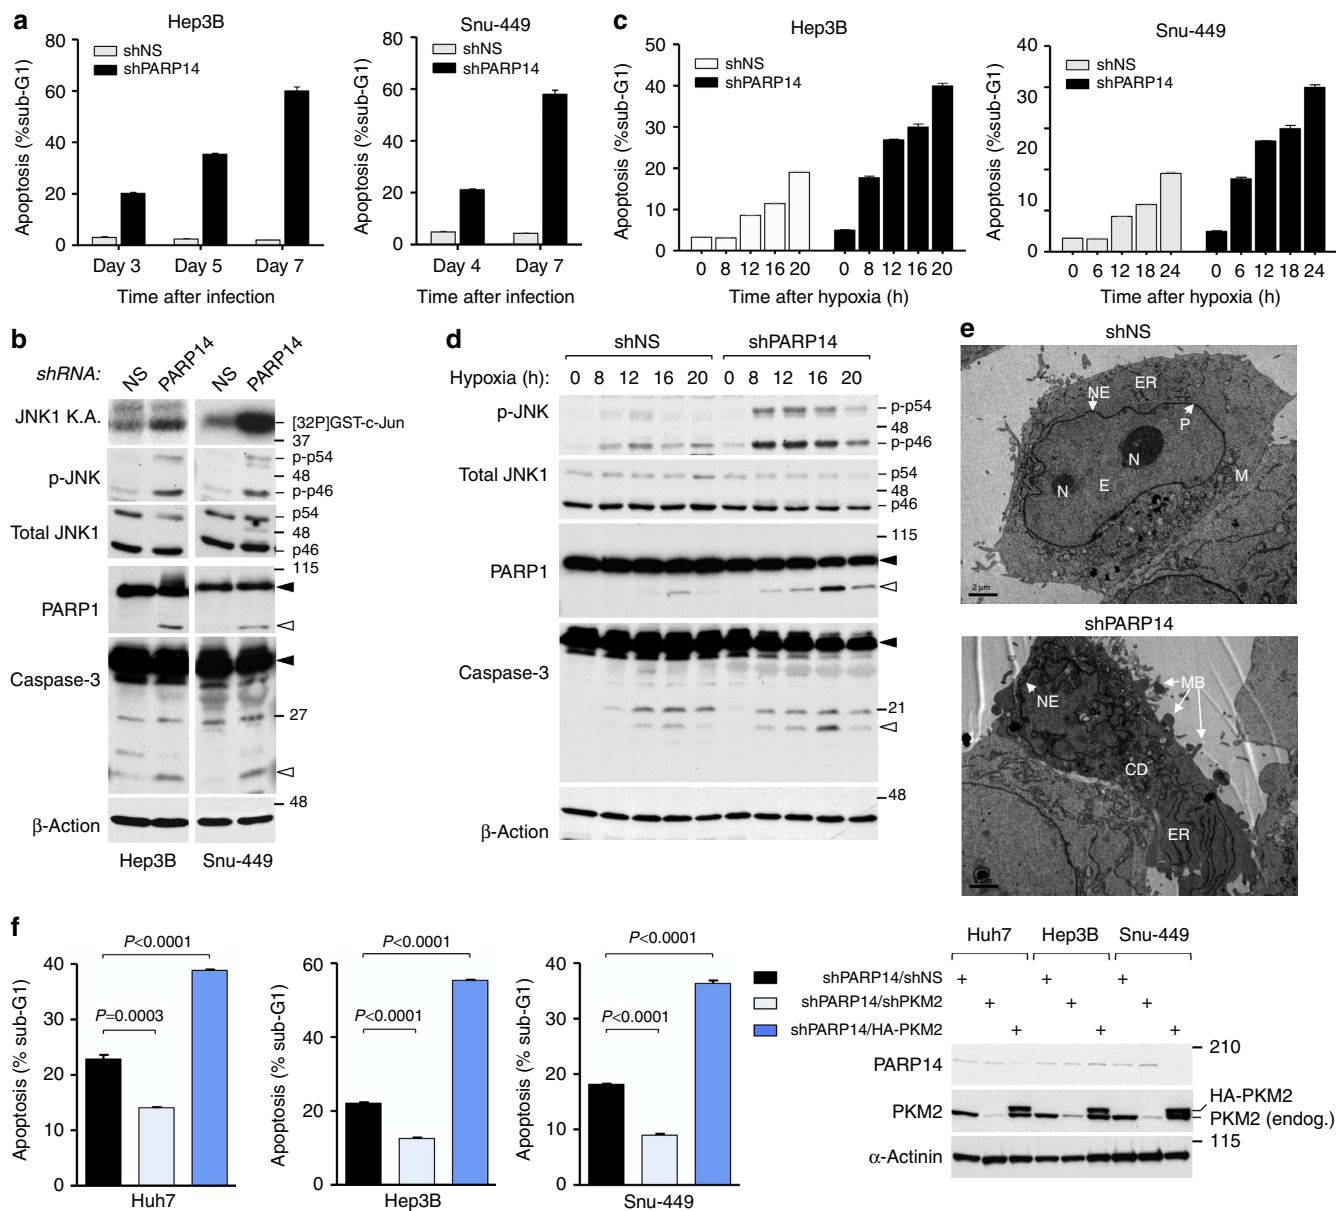 a
Hep3B
Apoptosis (%sub-G1)
80
60
40
20
0
shNS
shPARP14
Day 3 Day 5 Day 7
Time after infection
Snu-449
Apoptosis (%sub-G1)
80
60
40
20
0
shNS
shPARP14
Day 4 Day 7
Time after infection
c
Hep3B
Apoptosis (%sub-G1)
50
40
30
20
10
0
shNS
shPARP14
0 8 12 16 20 0 8 12 16 20
Time after hypoxia (h)
Snu-449
Apoptosis (%sub-G1)
40
30
20
10
0
shNS
shPARP14
0 6 12 18 24 0 6 12 18 24
Time after hypoxia (h)
b
shRNA: NS PARP14 NS PARP14
JNK1 K.A. [32P]GST-c-Jun
37
p-JNK p-p54
48
p-p46
Total JNK1 p54
48
p46
115
PARP1
Caspase-3
27
48
β-Action
Hep3B Snu-449
d
shNS shPARP14
Hypoxia (h): 0 8 12 16 20 0 8 12 16 20
p-JNK p-p54
48
p-p46
Total JNK1 p54
48
p46
115
PARP1
Caspase-3
21
48
β-Action
e
shNS
NE
ER
P
N
N
E
M
2 µm
shPARP14
NE
MB
CD
ER
f
Apoptosis (% sub-G1)
40
30
20
10
0
P<0.0001
P=0.0003
Huh7
Apoptosis (% sub-G1)
60
40
20
0
P<0.0001
P<0.0001
Hep3B
Apoptosis (% sub-G1)
40
30
20
10
0
P<0.0001
P<0.0001
Snu-449
Huh7 Hep3B Snu-449
shPARP14/shNS + + +
shPARP14/shPKM2 + + +
shPARP14/HA-PKM2 + + +
210
PARP14
PKM2 HA-PKM2
PKM2 (endog.)
115
α-Actinin